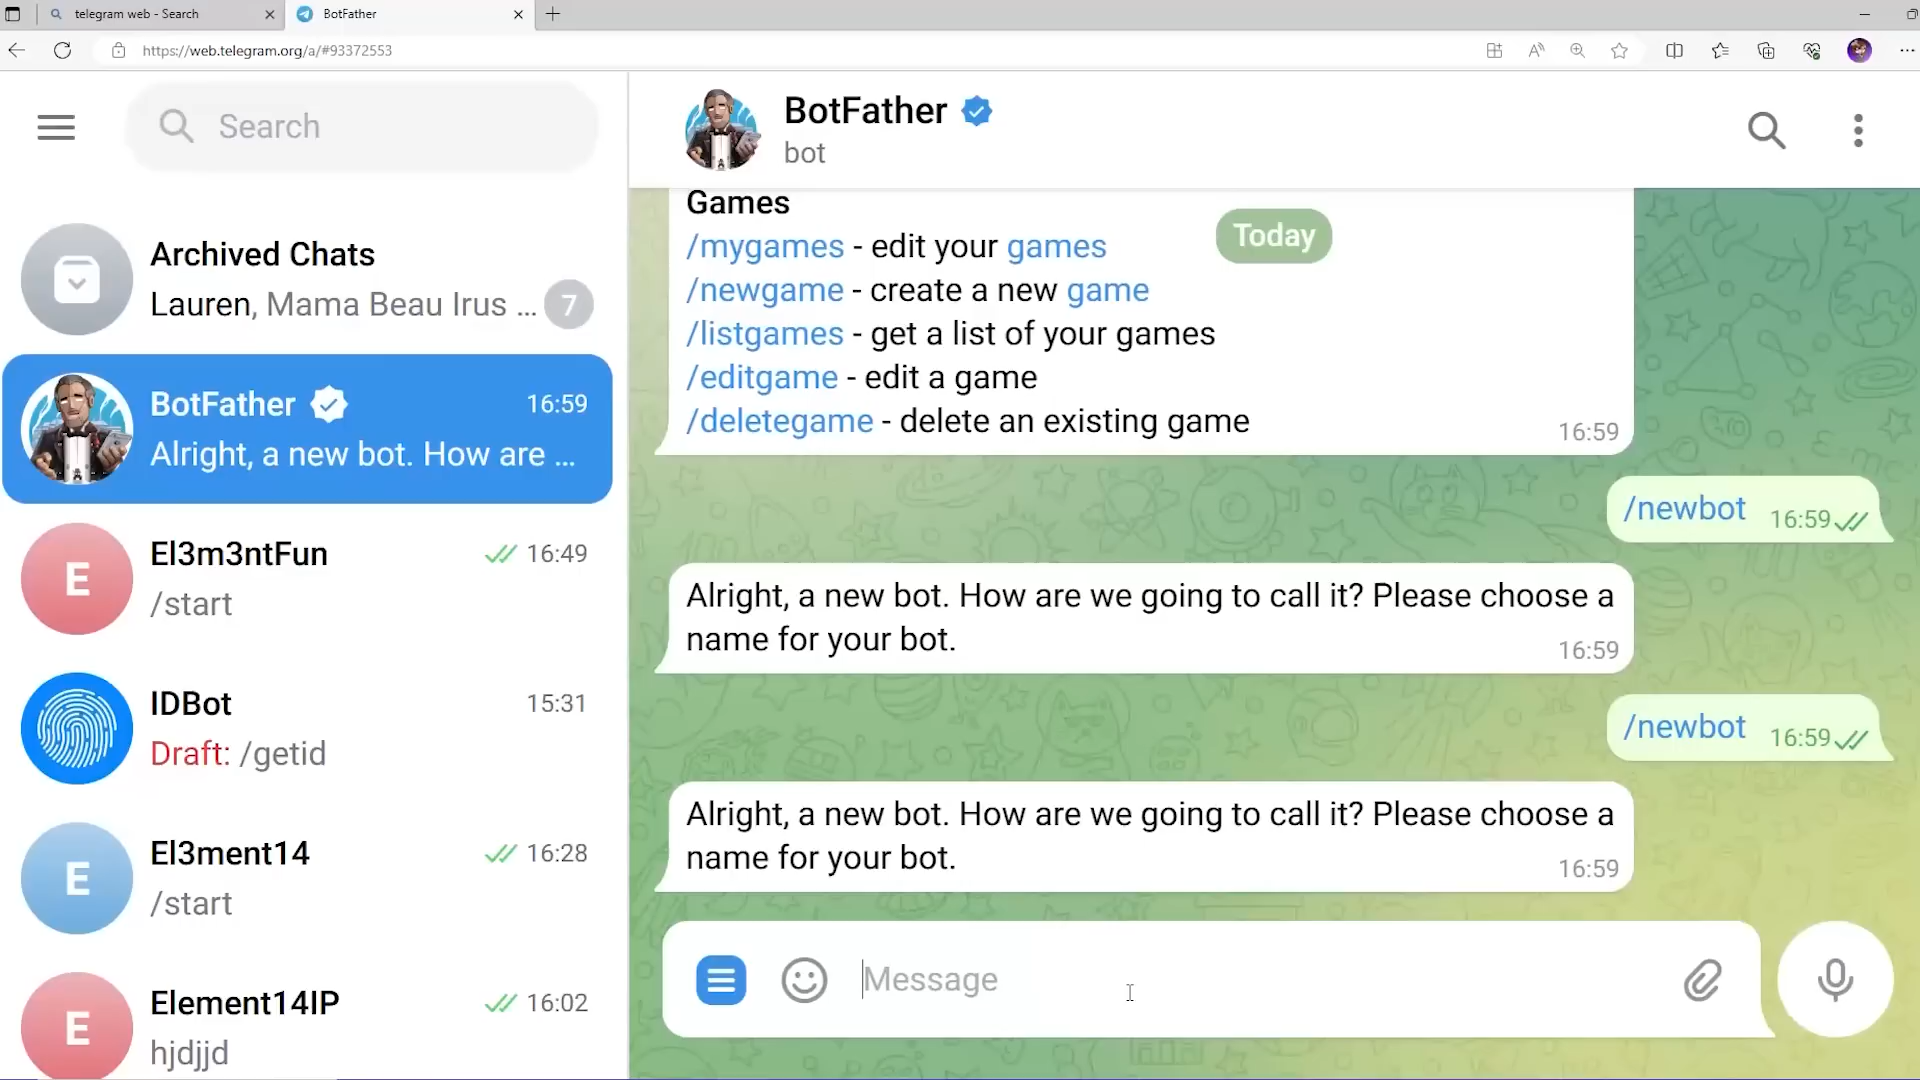 telegram web - Search
BotFather
https://web.telegram.org/a/#93372553
Search
Archived Chats
Lauren, Mama Beau Irus ...
7
BotFather
16:59
Alright, a new bot. How are ...
El3m3ntFun
16:49
/start
IDBot
15:31
Draft: /getid
El3ment14
16:28
/start
Element14IP
16:02
hjdjjd
BotFather
bot
Games
Today
/mygames - edit your games
/newgame - create a new game
/listgames - get a list of your games
/editgame - edit a game
/deletegame - delete an existing game
16:59
/newbot 16:59
Alright, a new bot. How are we going to call it? Please choose a
name for your bot.
16:59
/newbot 16:59
Alright, a new bot. How are we going to call it? Please choose a
name for your bot.
16:59
Message